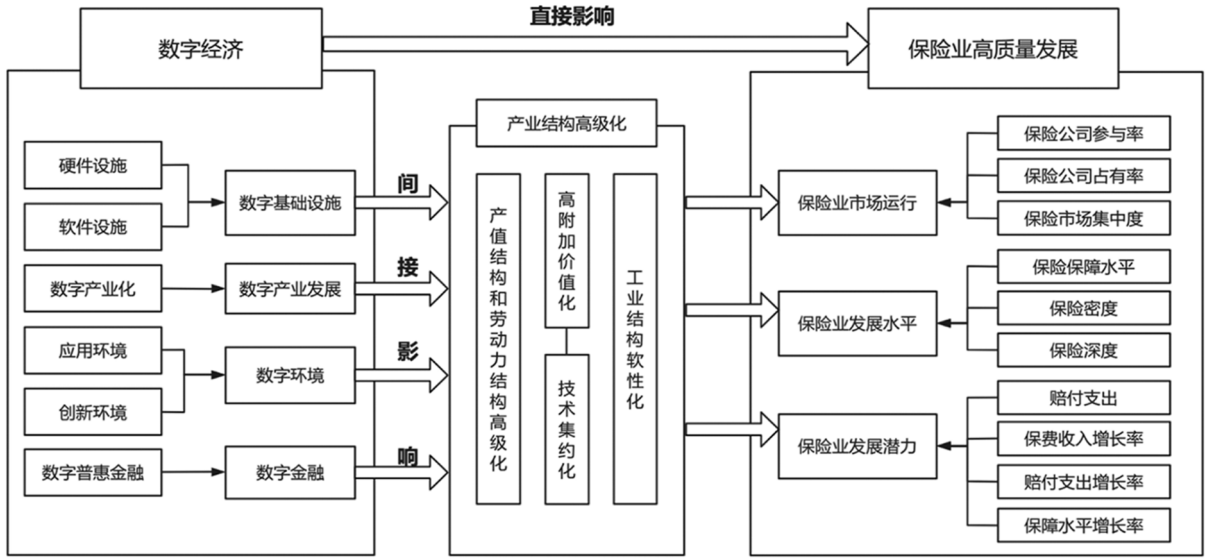 直接影响
数字经济
保险业高质量发展
硬件设施
软件设施
数字产业化
应用环境
创新环境
数字普惠金融
数字基础设施
数字产业发展
数字环境
数字金融
间
接
影
响
产业结构高级化
产值结构和劳动力结构高级化
高附加价值化
技术集约化
工业结构软性化
保险业市场运行
保险业发展水平
保险业发展潜力
保险公司参与率
保险公司占有率
保险市场集中度
保险保障水平
保险密度
保险深度
赔付支出
保费收入增长率
赔付支出增长率
保障水平增长率